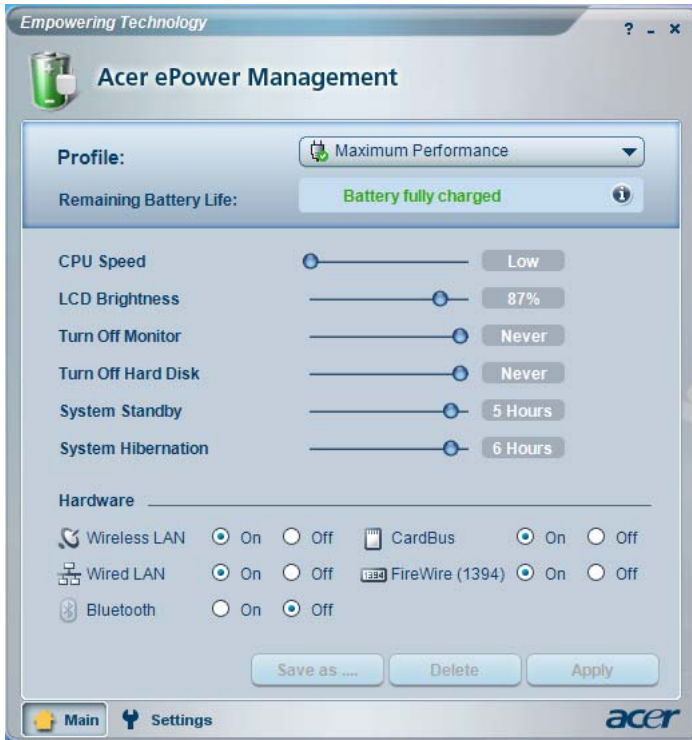 Empowering Technology
? - ×
Acer ePower Management
Profile: Maximum Performance
Remaining Battery Life: Battery fully charged
CPU Speed Low
LCD Brightness 87%
Turn Off Monitor Never
Turn Off Hard Disk Never
System Standby 5 Hours
System Hibernation 6 Hours
Hardware
Wireless LAN On Off CardBus On Off
Wired LAN On Off 1394 FireWire (1394) On Off
Bluetooth On Off
Save as .... Delete Apply
Main Settings acer